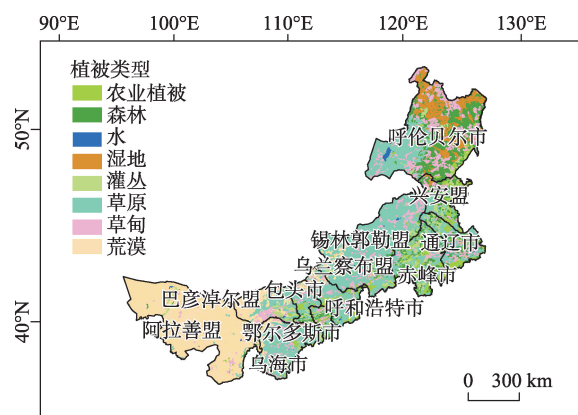 90°E 100°E 110°E 120°E 130°E
50°N
40°N
植被类型
农业植被
森林
水
湿地
灌丛
草原
草甸
荒漠
呼伦贝尔市
兴安盟
锡林郭勒盟
通辽市
乌兰察布盟
赤峰市
包头市
巴彦淖尔盟
呼和浩特市
阿拉善盟
鄂尔多斯市
乌海市
0 300 km